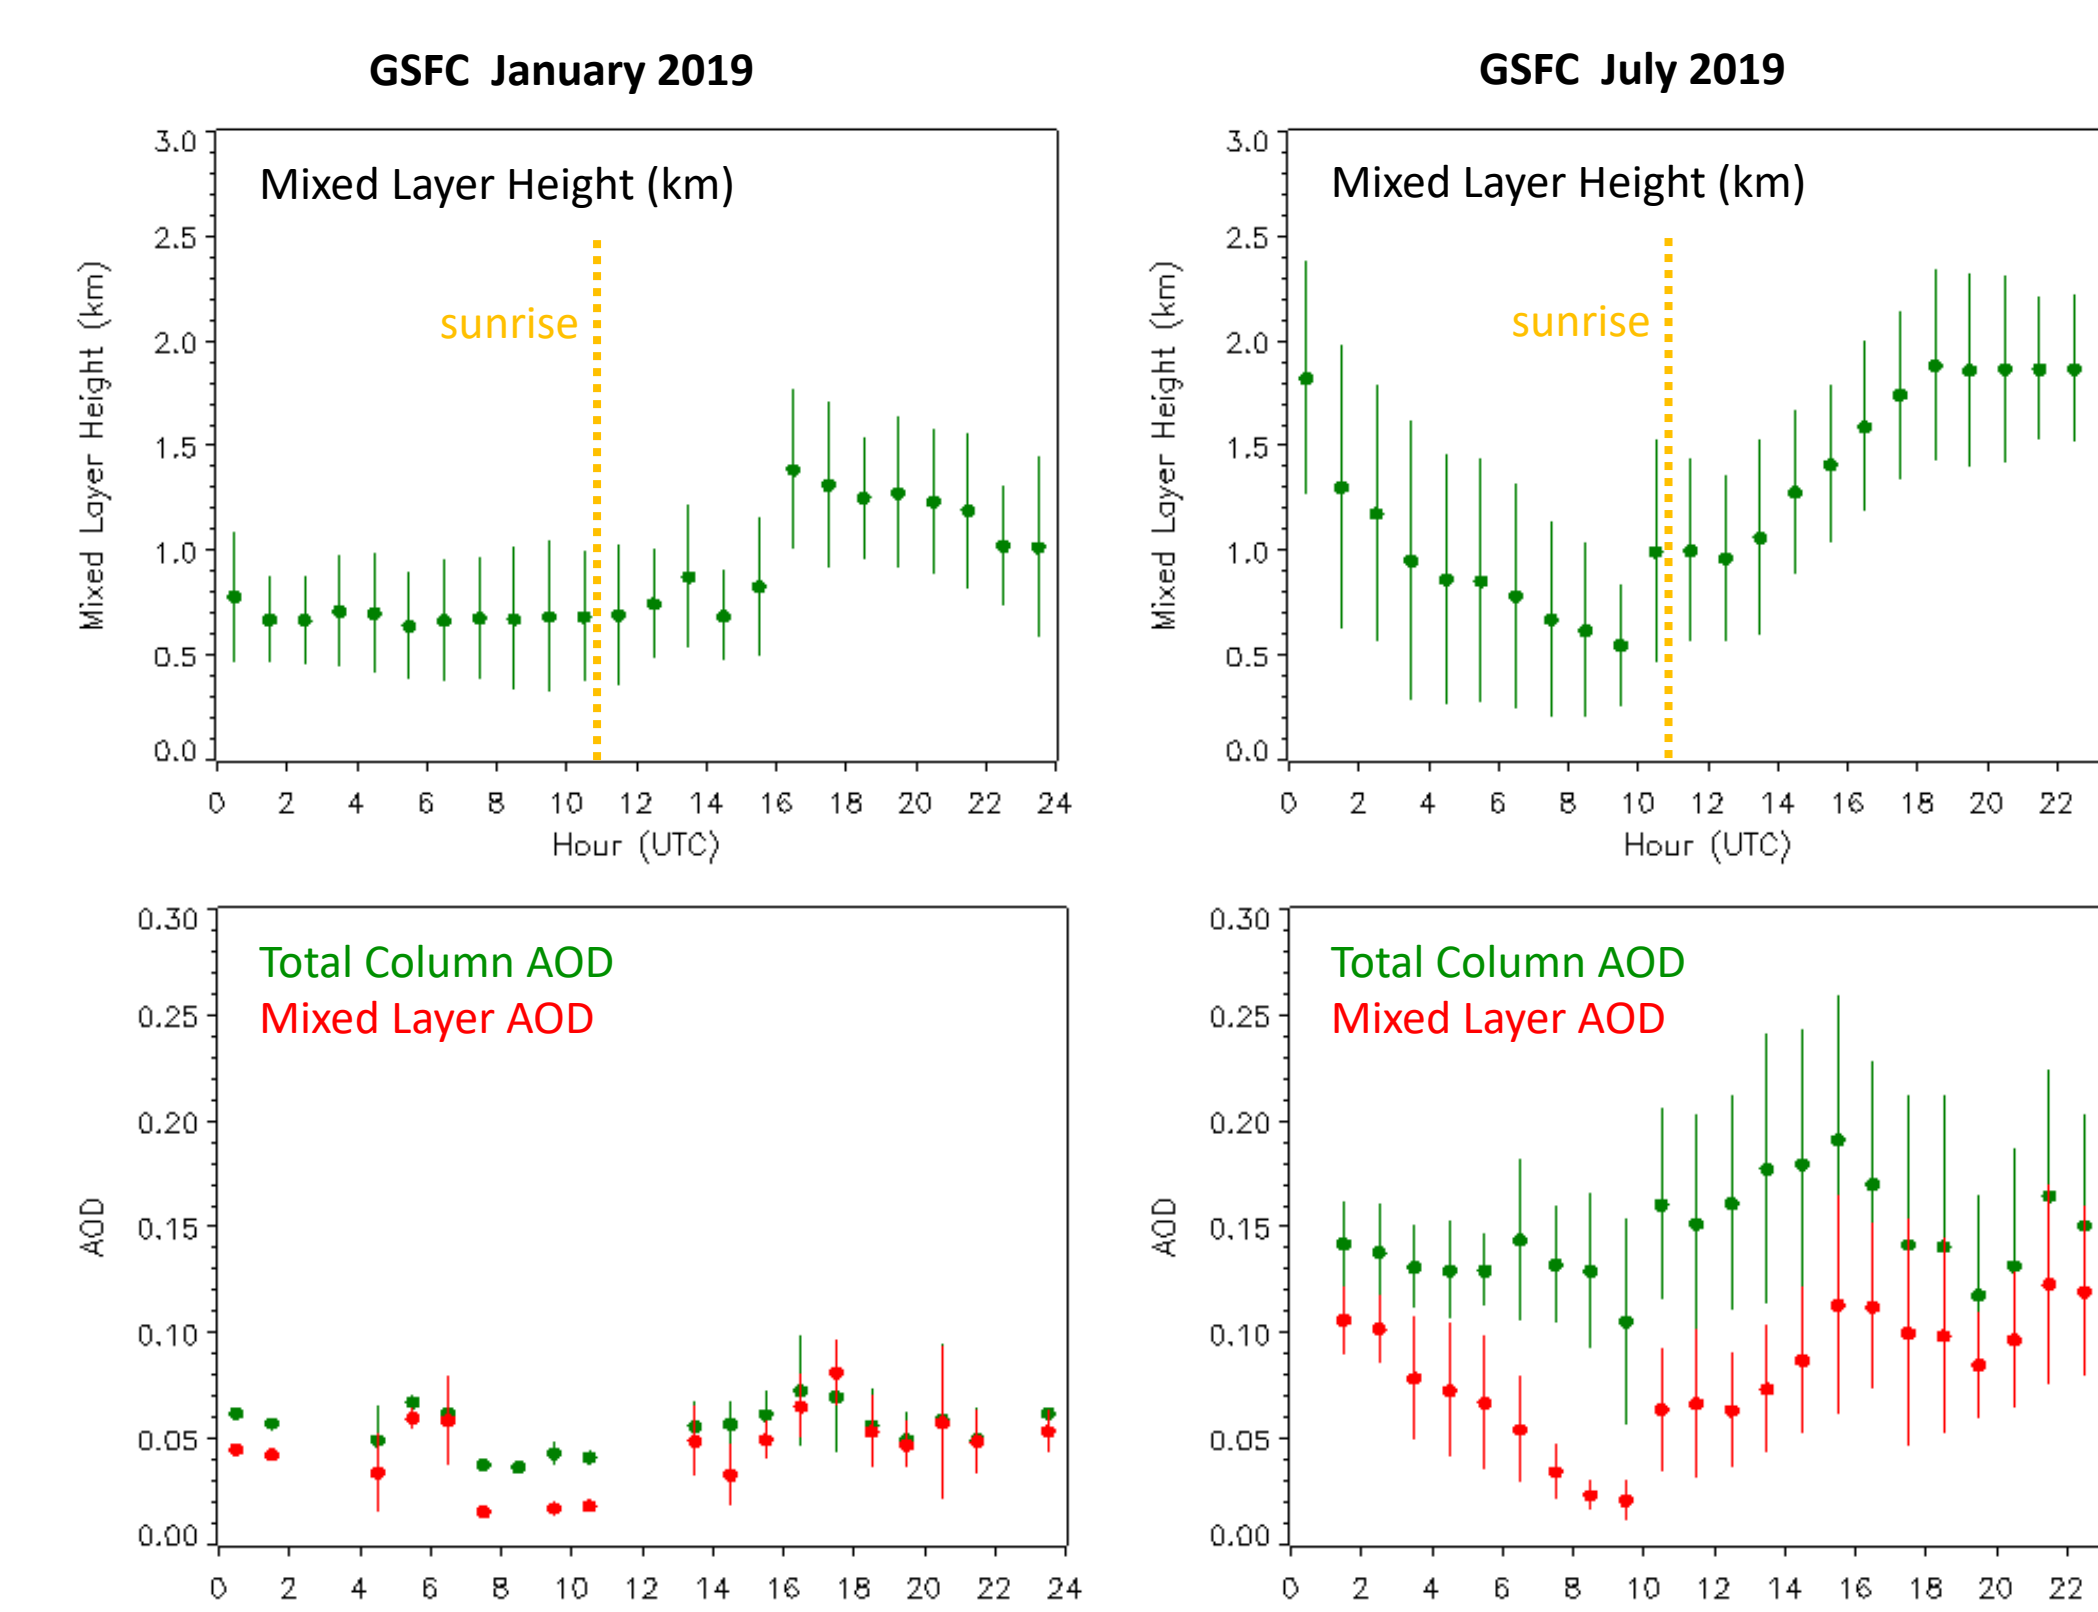 GSFC  January 2019
GSFC  July 2019
Mixed Layer Height (km)
sunrise
3.0
2.5
2.0
1.5
1.0
0.5
0.0
Mixed Layer Height (km)
0 2 4 6 8 10 12 14 16 18 20 22 24
Hour (UTC)
Mixed Layer Height (km)
sunrise
3.0
2.5
2.0
1.5
1.0
0.5
0.0
Mixed Layer Height (km)
0 2 4 6 8 10 12 14 16 18 20 22
Hour (UTC)
Total Column AOD
Mixed Layer AOD
0.30
0.25
0.20
0.15
0.10
0.05
0.00
AOD
0 2 4 6 8 10 12 14 16 18 20 22 24
Total Column AOD
Mixed Layer AOD
0.30
0.25
0.20
0.15
0.10
0.05
0.00
AOD
0 2 4 6 8 10 12 14 16 18 20 22